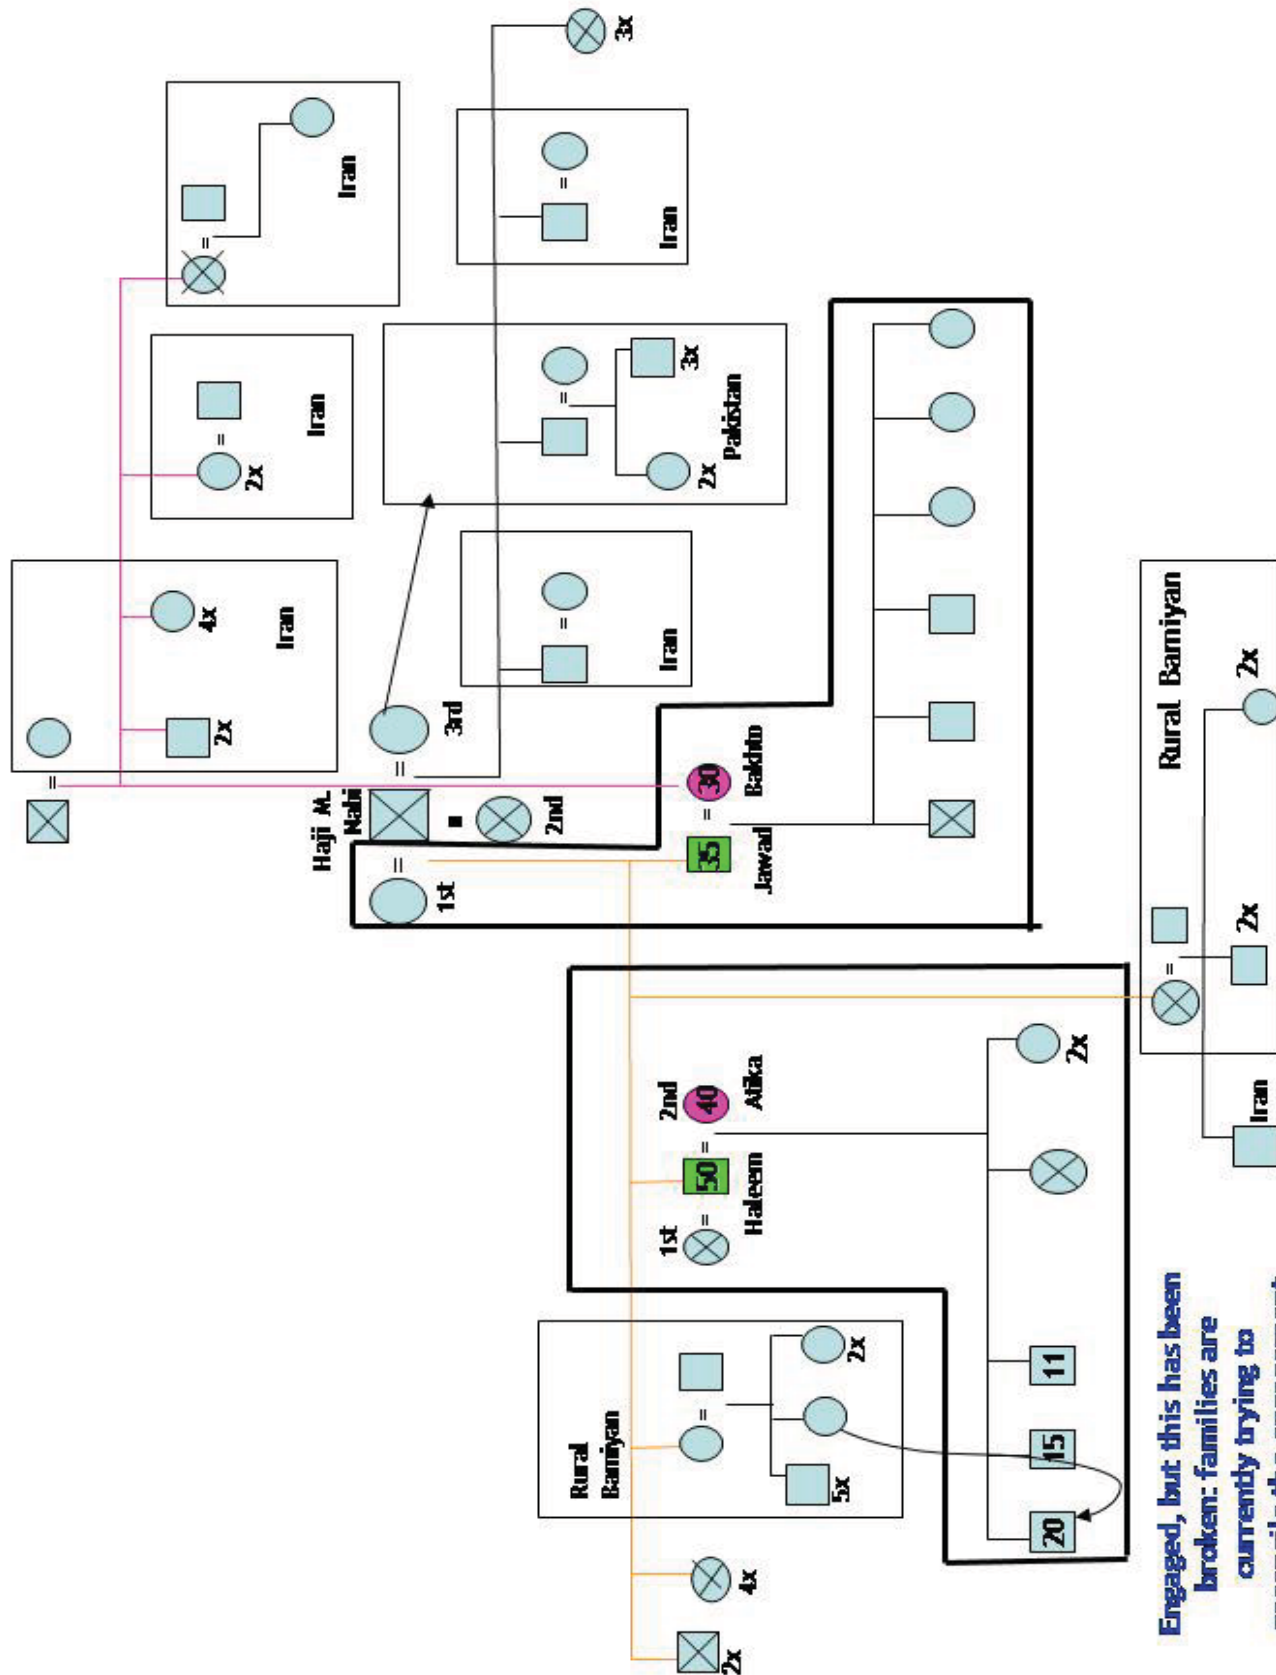 4x
2x
2x
Iran
Iran
Iran
Haji M.
Nabi
1st
3rd
2nd
3x
Rural
Bamiyan
Iran
Iran
1st
2nd
3x
2x
50
40
35
30
2x
Pakistan
4x
Haleem
Atika
Jawad
Bakhto
5x
2x
20
15
11
2x
Rural Bamiyan
Engaged, but this has been
broken: families are
currently trying to
2x
2x
Iran